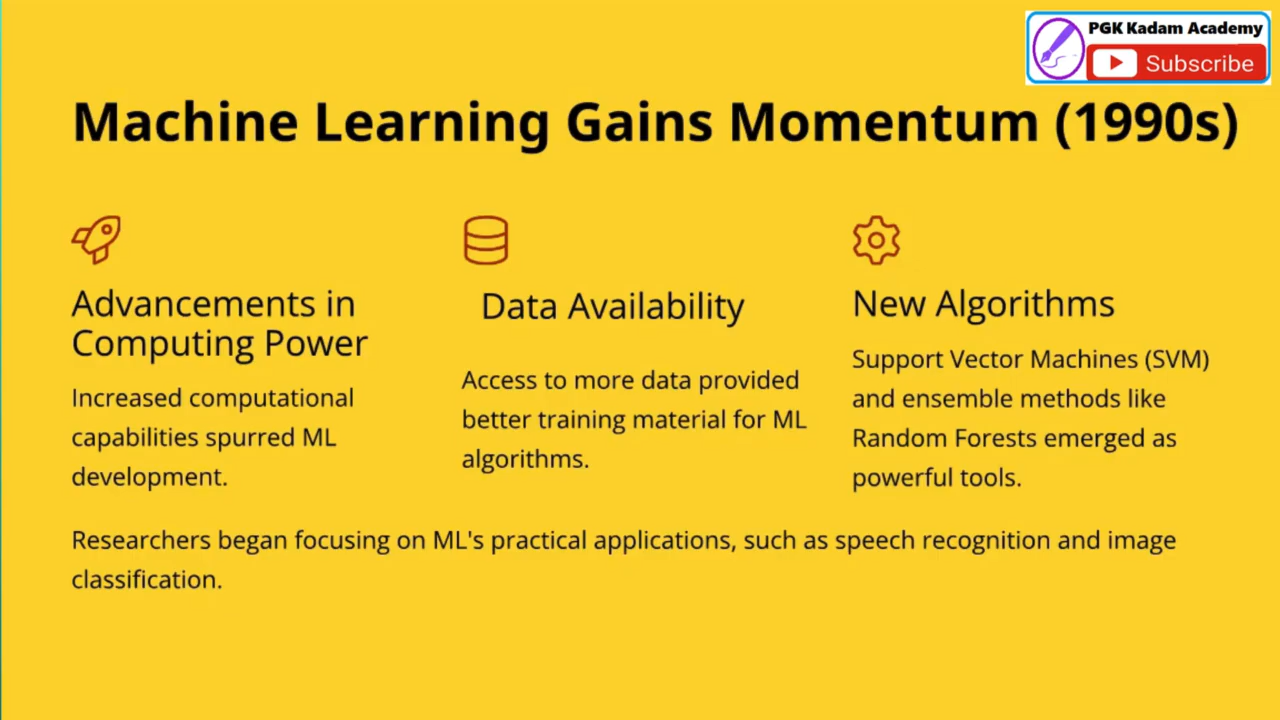 PGK Kadam Academy
Subscribe
Machine Learning Gains Momentum (1990s)
Advancements in
Computing Power
Increased computational
capabilities spurred ML
development.
Data Availability
Access to more data provided
better training material for ML
algorithms.
New Algorithms
Support Vector Machines (SVM)
and ensemble methods like
Random Forests emerged as
powerful tools.
Researchers began focusing on ML's practical applications, such as speech recognition and image
classification.